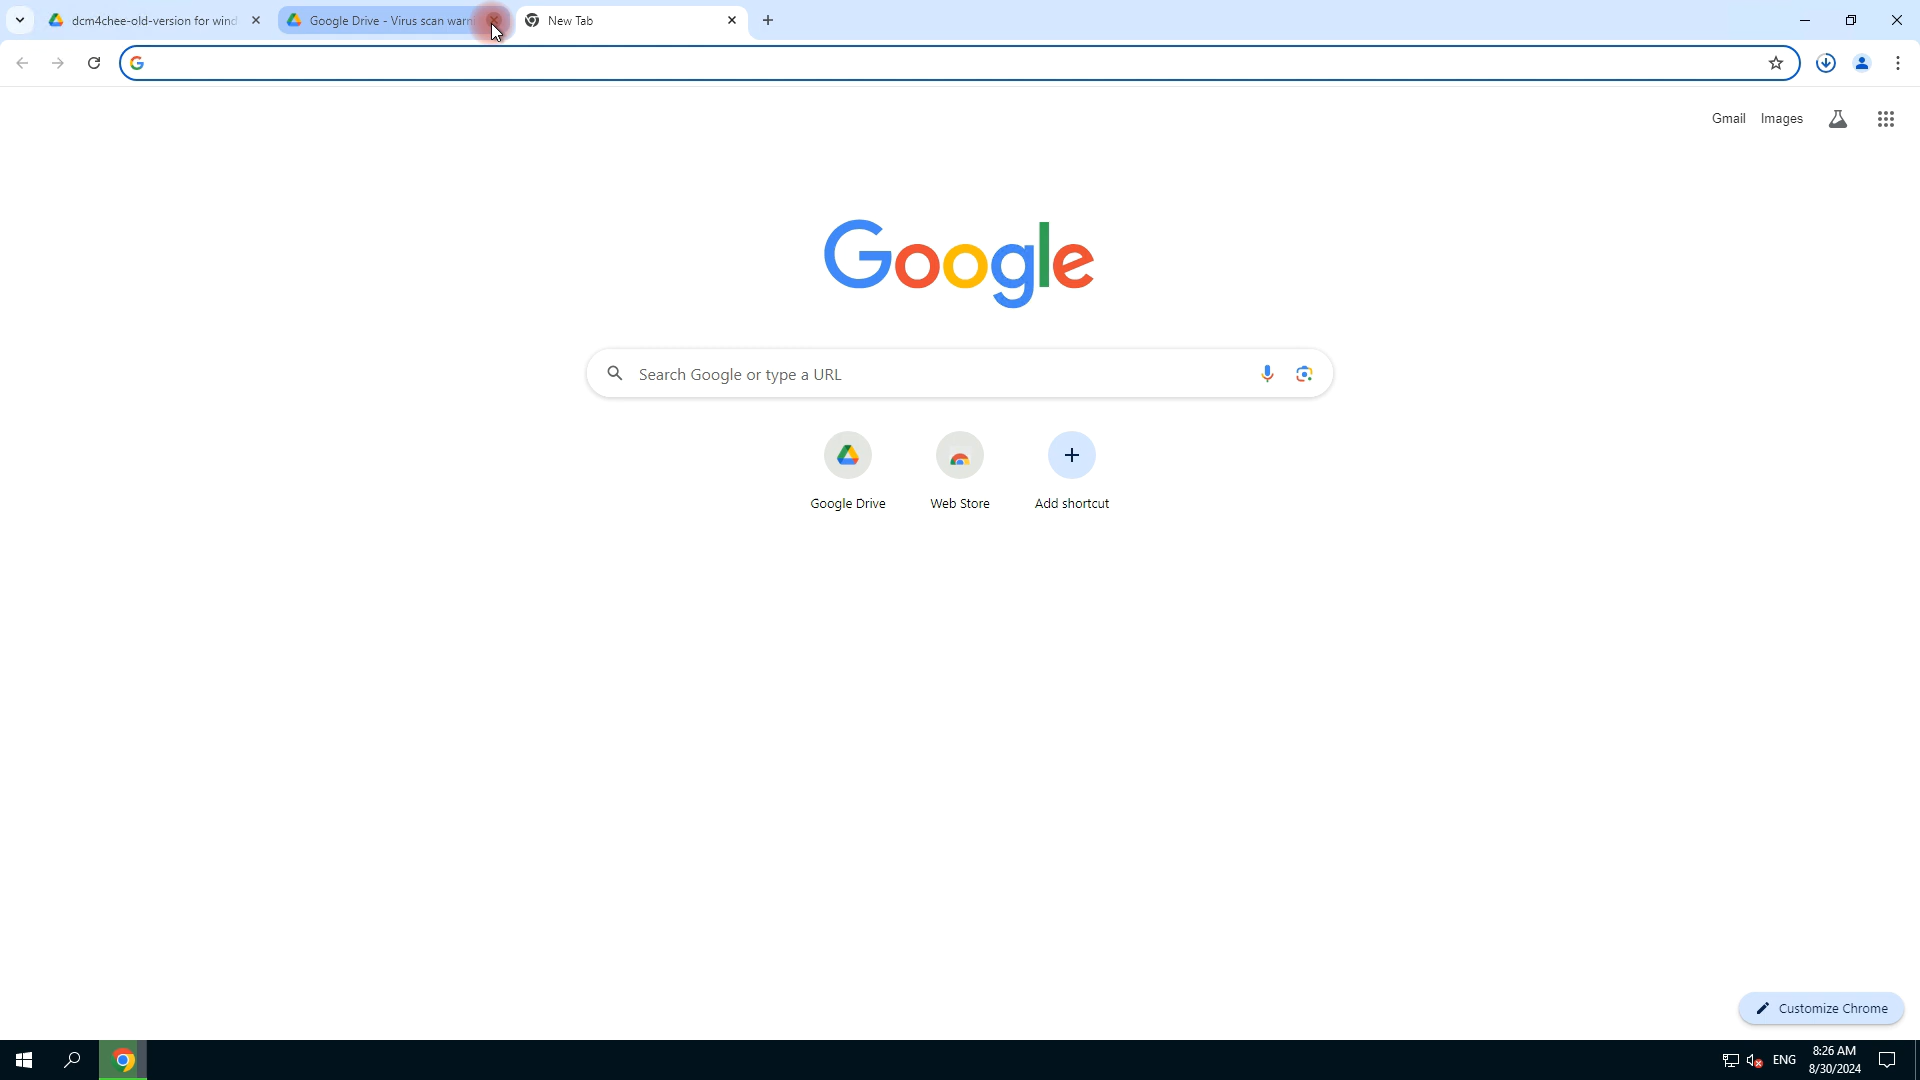 dcm4chee-old-version for wind
Google Drive - Virus scan warn
New Tab
Gmail
Images
Google
Search Google or type a URL
Google Drive
Web Store
Add shortcut
Customize Chrome
ENG
8:26 AM
8/30/2024